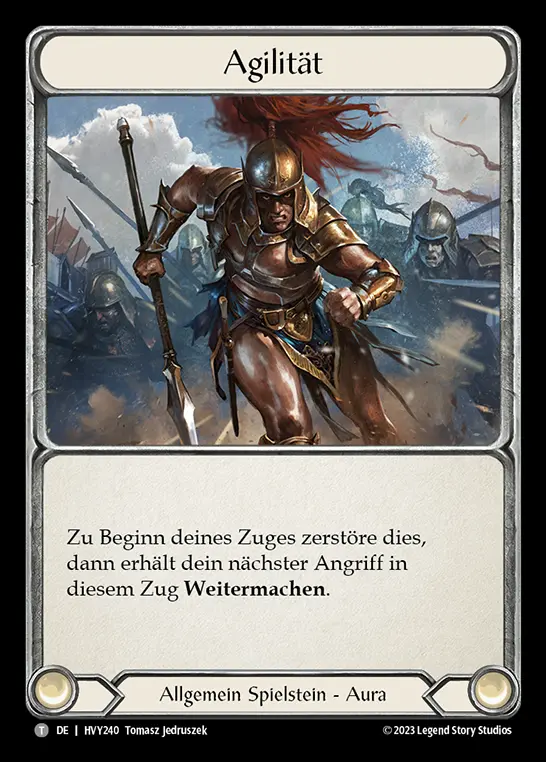 Agilität
Zu Beginn deines Zuges zerstöre dies,
dann erhält dein nächster Angriff in
diesem Zug Weitermachen.
Allgemein Spielstein - Aura
T DE | HVY240 Tomasz Jedruszek © 2023 Legend Story Studios